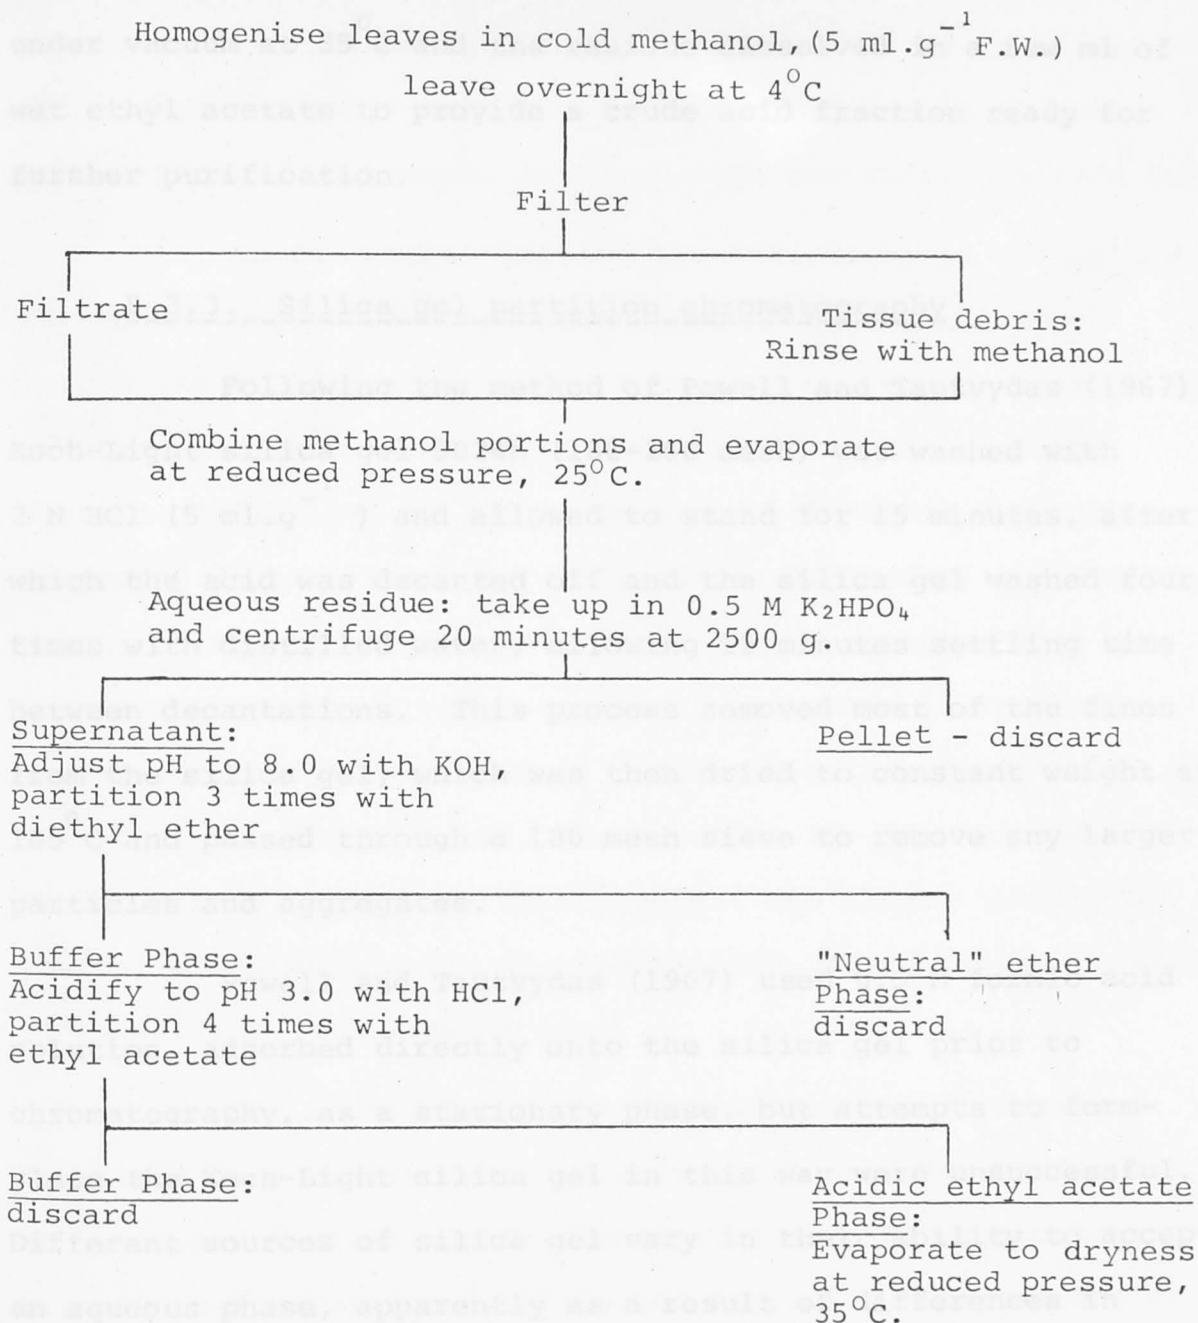 Homogenise leaves in cold methanol, (5 ml.g⁻¹ F.W.)
leave overnight at 4°C
Filter
Filtrate
Tissue debris:
Rinse with methanol
Combine methanol portions and evaporate
at reduced pressure, 25°C.
Aqueous residue: take up in 0.5 M K₂HPO₄
and centrifuge 20 minutes at 2500 g.
Supernatant:
Adjust pH to 8.0 with KOH,
partition 3 times with
diethyl ether
Pellet - discard
Buffer Phase:
Acidify to pH 3.0 with HCl,
partition 4 times with
ethyl acetate
"Neutral" ether
Phase:
discard
Buffer Phase:
discard
Acidic ethyl acetate
Phase:
Evaporate to dryness
at reduced pressure,
35°C.